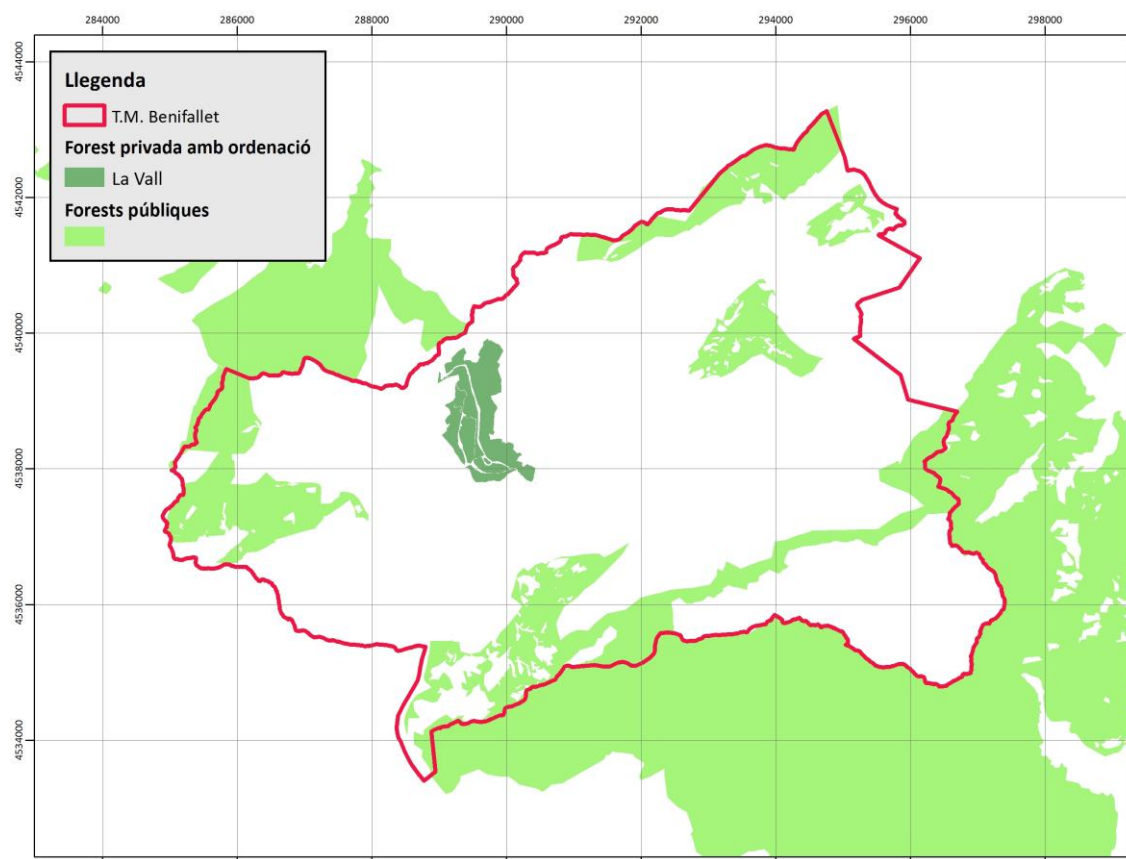 284000 286000 288000 290000 292000 294000 296000 298000
4544000
4542000
4540000
4538000
4536000
4534000
Llegenda
T.M. Benifallet
Forest privada amb ordenació
La Vall
Forests públiques